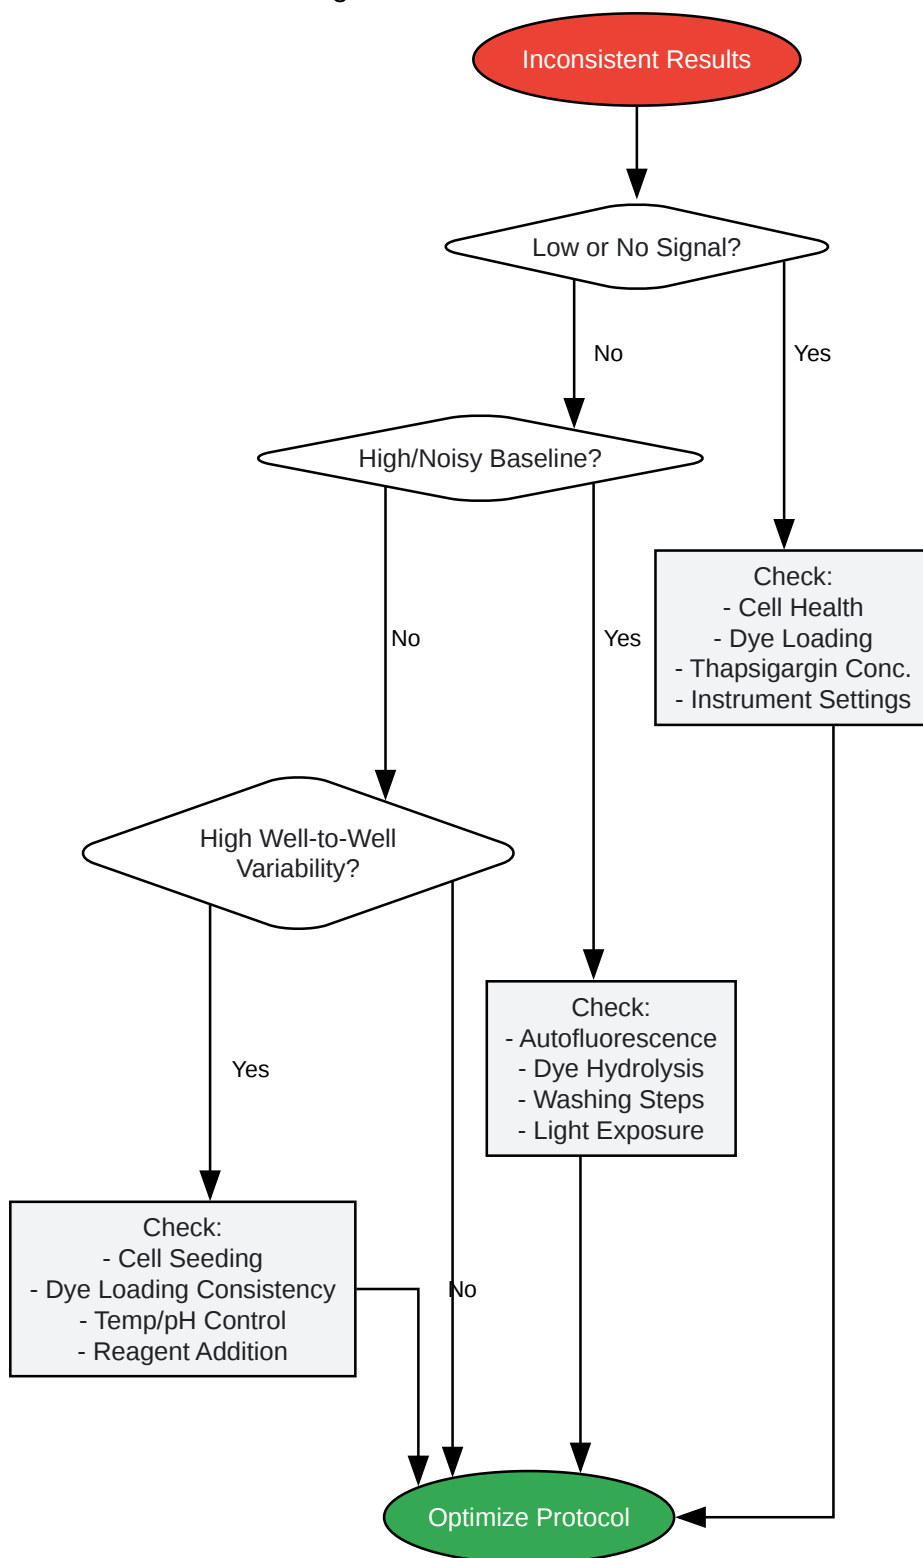 Inconsistent Results
Low or No Signal?
No
Yes
High/Noisy Baseline?
Check:
- Cell Health
- Dye Loading
- Thapsigargin Conc.
- Instrument Settings
No
Yes
High Well-to-Well
Variability?
Check:
- Autofluorescence
- Dye Hydrolysis
- Washing Steps
- Light Exposure
Yes
Check:
- Cell Seeding
- Dye Loading Consistency
- Temp/pH Control
- Reagent Addition
No
Optimize Protocol